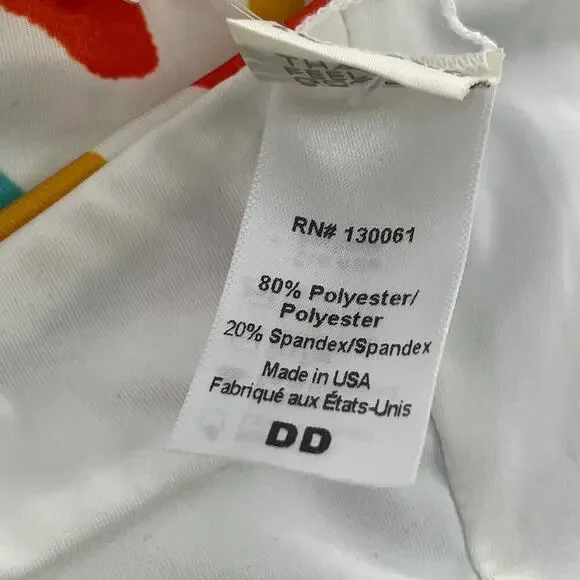 RN# 130061
80% Polyester/
Polyester
20% Spandex/Spandex
Made in USA
Fabriqué aux États-Unis
DD